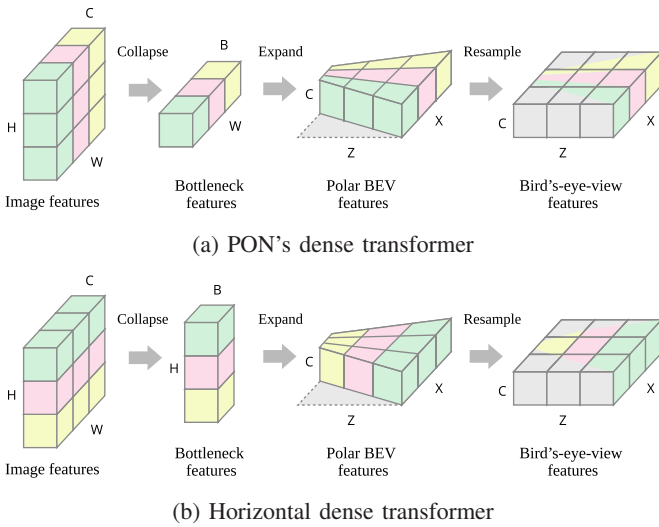 C
Collapse
B
Expand
Resample
H
W
W
C
Z
X
C
Z
X
Image features
Bottleneck
features
Polar BEV
features
Bird's-eye-view
features
(a) PON's dense transformer
C
Collapse
B
Expand
Resample
H
W
H
C
Z
X
C
Z
X
Image features
Bottleneck
features
Polar BEV
features
Bird's-eye-view
features
(b) Horizontal dense transformer